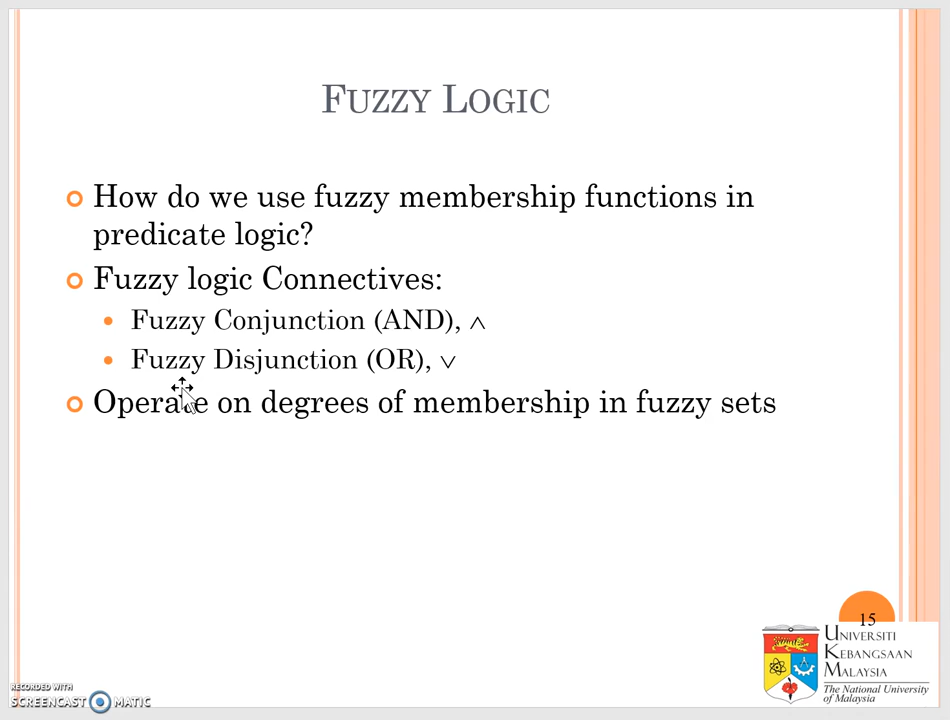 FUZZY LOGIC
How do we use fuzzy membership functions in
predicate logic?
Fuzzy logic Connectives:
Fuzzy Conjunction (AND), ∧
Fuzzy Disjunction (OR), ∨
Operate on degrees of membership in fuzzy sets
15
UNIVERSITI
KEBANGSAAN
MALAYSIA
The National University
of Malaysia
RECORDED WITH
SCREENCAST MATIC